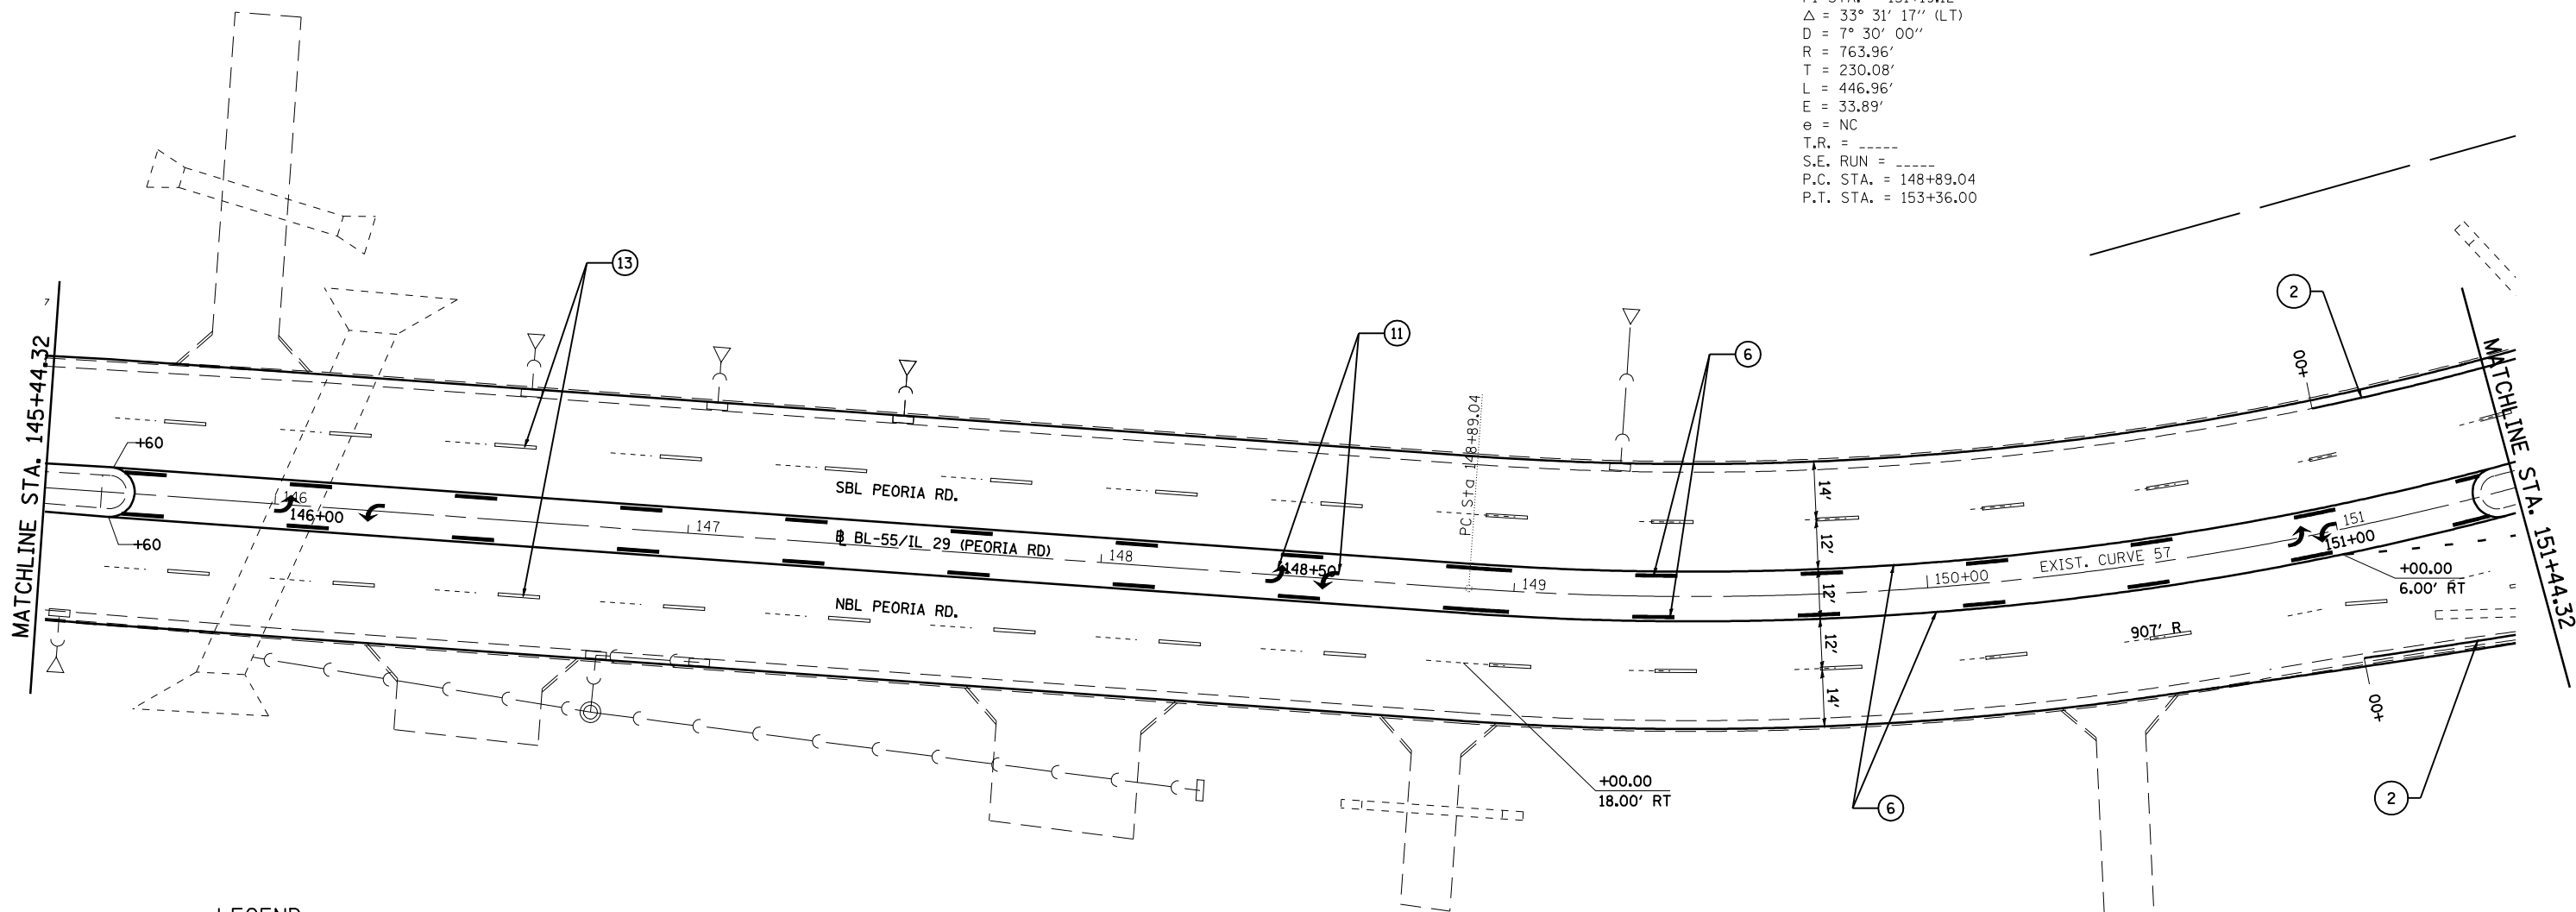 Δ = 33° 31' 17" (LT)
D = 7° 30' 00"
R = 763.96'
T = 230.08'
L = 446.96'
E = 33.89'
e = NC
T.R. = _____
S.E. RUN = _____
P.C. STA. = 148+89.04
P.T. STA. = 153+36.00
13
2
11
6
MATCHLINE STA. 145+44.32
MATCHLINE STA. 151+44.32
7
+00
+60
PC Sta 148+89.04
14'
146
146+00
SBL PEORIA RD.
147
12'
151
151+00
BL-55/IL 29 (PEORIA RD)
148
148+50
149
150+00
EXIST. CURVE 57
+60
12'
+00.00
6.00' RT
NBL PEORIA RD.
12'
907' R
14'
+00
+00.00
18.00' RT
6
2
LEGEND